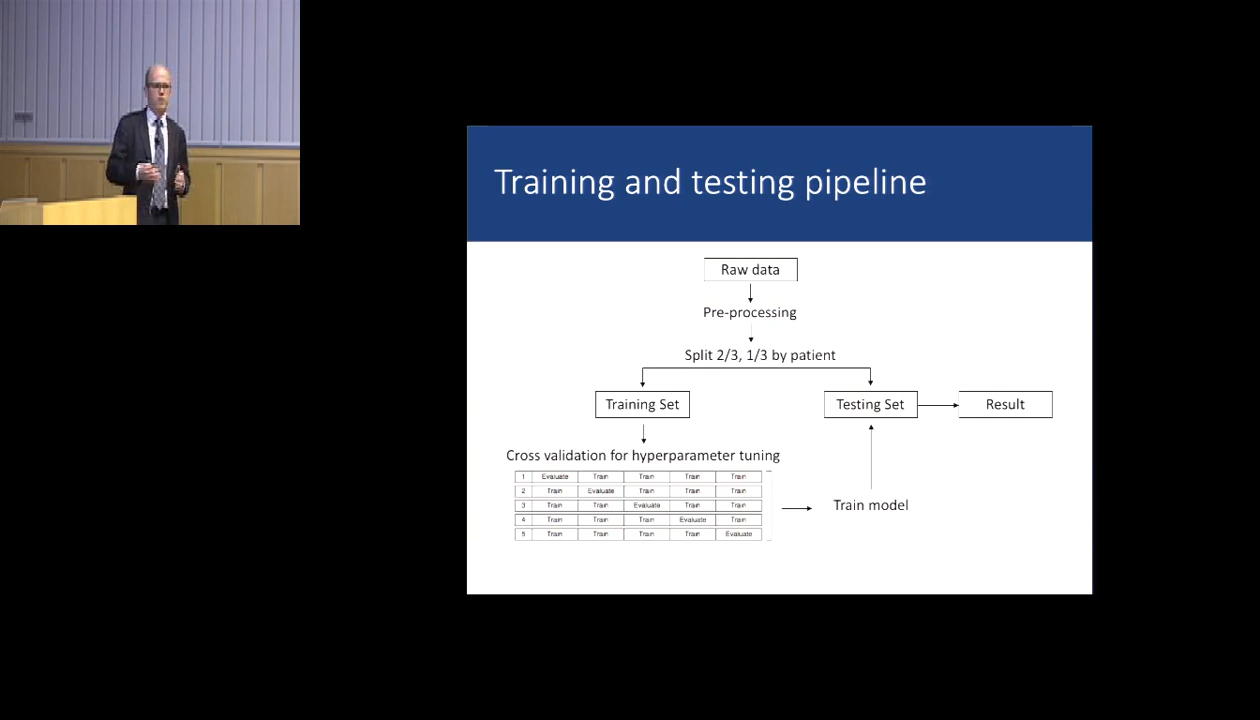 Training and testing pipeline
Raw data
Pre-processing
Split 2/3, 1/3 by patient
Training Set
Testing Set
Result
Cross validation for hyperparameter tuning
1 Evaluate Train Train Train Train
2 Train Evaluate Train Train Train
3 Train Train Evaluate Train Train
4 Train Train Train Evaluate Train
5 Train Train Train Train Evaluate
Train model